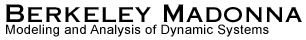 BERKELEY MADONNA
Modeling and Analysis of Dynamic Systems